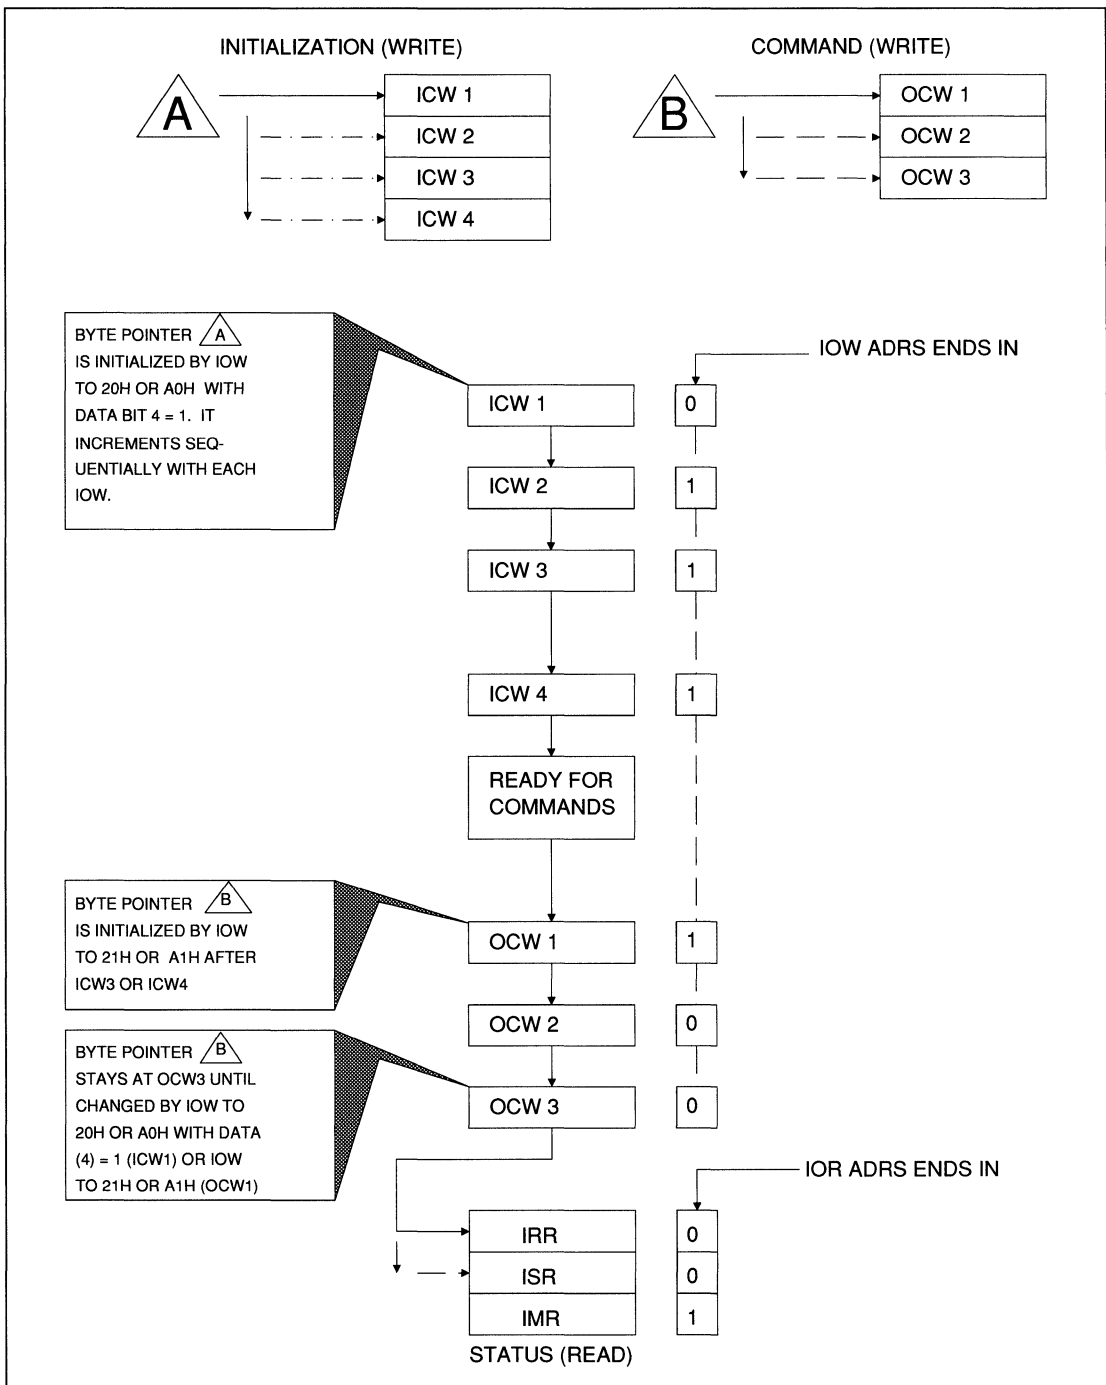 INITIALIZATION (WRITE)
A
ICW 1
ICW 2
ICW 3
ICW 4
COMMAND (WRITE)
B
OCW 1
OCW 2
OCW 3
BYTE POINTER A
IS INITIALIZED BY IOW
TO 20H OR A0H WITH
DATA BIT 4 = 1. IT
INCREMENTS SEQ-
UENTIALLY WITH EACH
IOW.
IOW ADRS ENDS IN
ICW 1 0
ICW 2 1
ICW 3 1
ICW 4 1
READY FOR
COMMANDS
BYTE POINTER B
IS INITIALIZED BY IOW
TO 21H OR A1H AFTER
ICW3 OR ICW4
OCW 1 1
OCW 2 0
BYTE POINTER B
STAYS AT OCW3 UNTIL
CHANGED BY IOW TO
20H OR A0H WITH DATA
(4) = 1 (ICW1) OR IOW
TO 21H OR A1H (OCW1)
OCW 3 0
IOR ADRS ENDS IN
IRR 0
ISR 0
IMR 1
STATUS (READ)